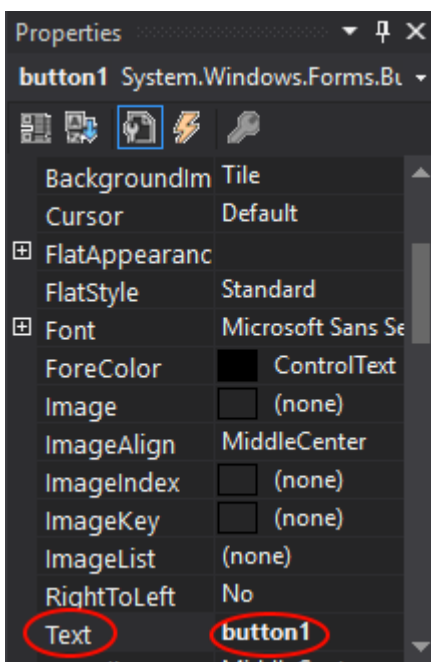 Properties
button1 System.Windows.Forms.Bu
BackgroundIm Tile
Cursor Default
FlatAppearanc
FlatStyle Standard
Font Microsoft Sans Se
ForeColor ControlText
Image (none)
ImageAlign MiddleCenter
ImageIndex (none)
ImageKey (none)
ImageList (none)
RightToLeft No
Text button1